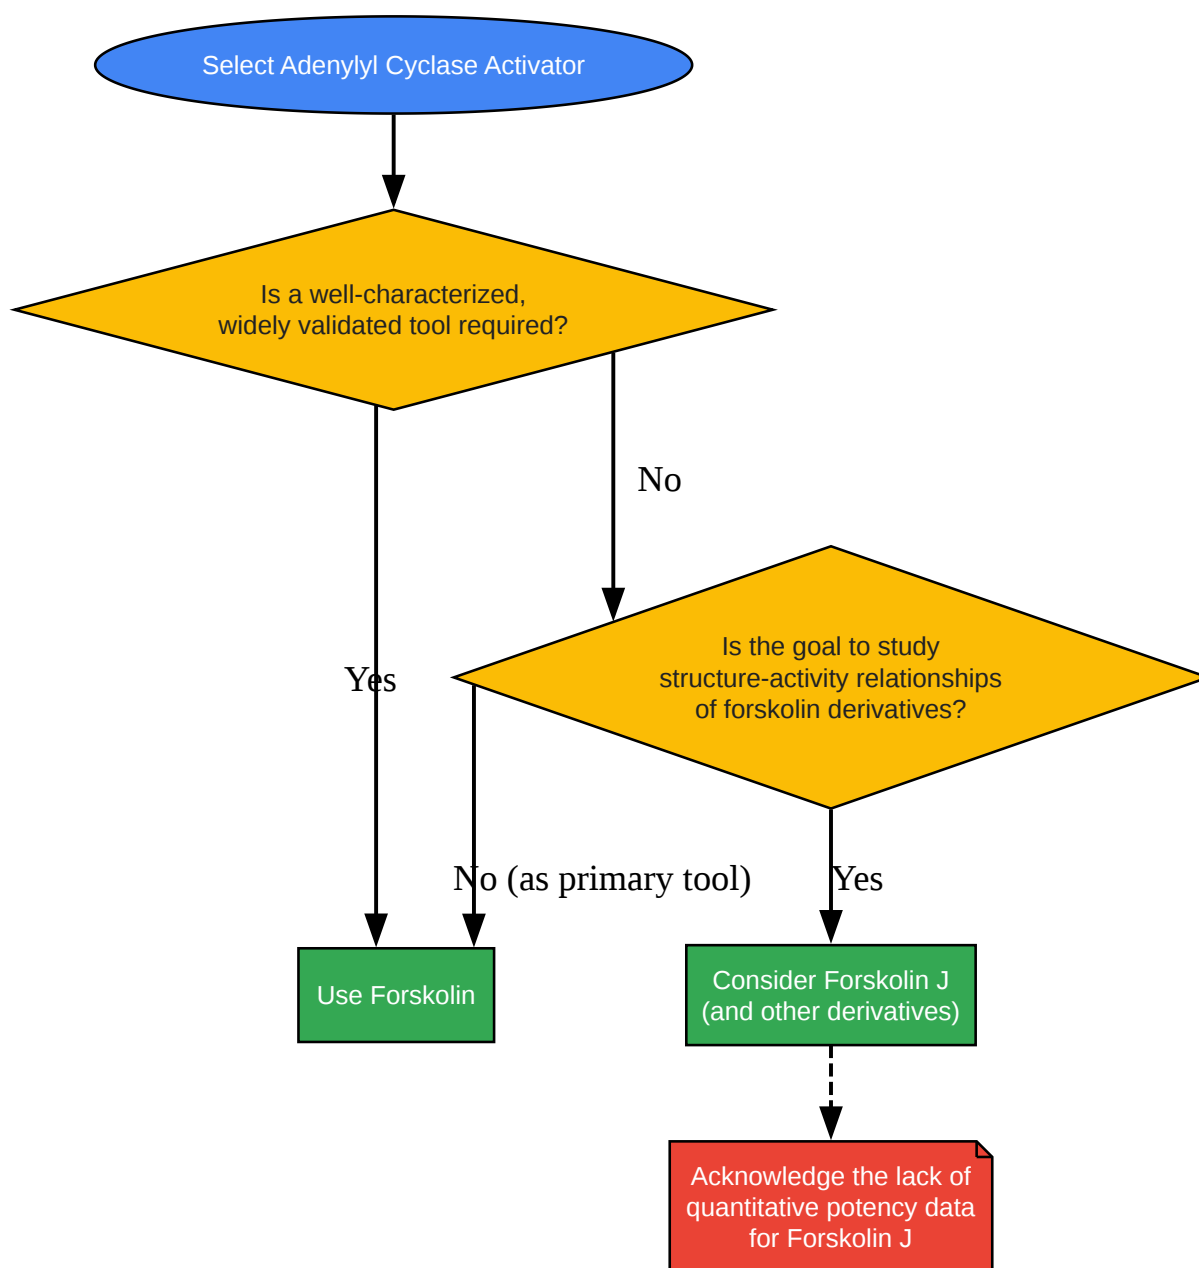 Select Adenylyl Cyclase Activator
Is a well-characterized,
widely validated tool required?
No
Is the goal to study
structure-activity relationships
of forskolin derivatives?
Yes
No (as primary tool)
Yes
Use Forskolin
Consider Forskolin J
(and other derivatives)
Acknowledge the lack of
quantitative potency data
for Forskolin J